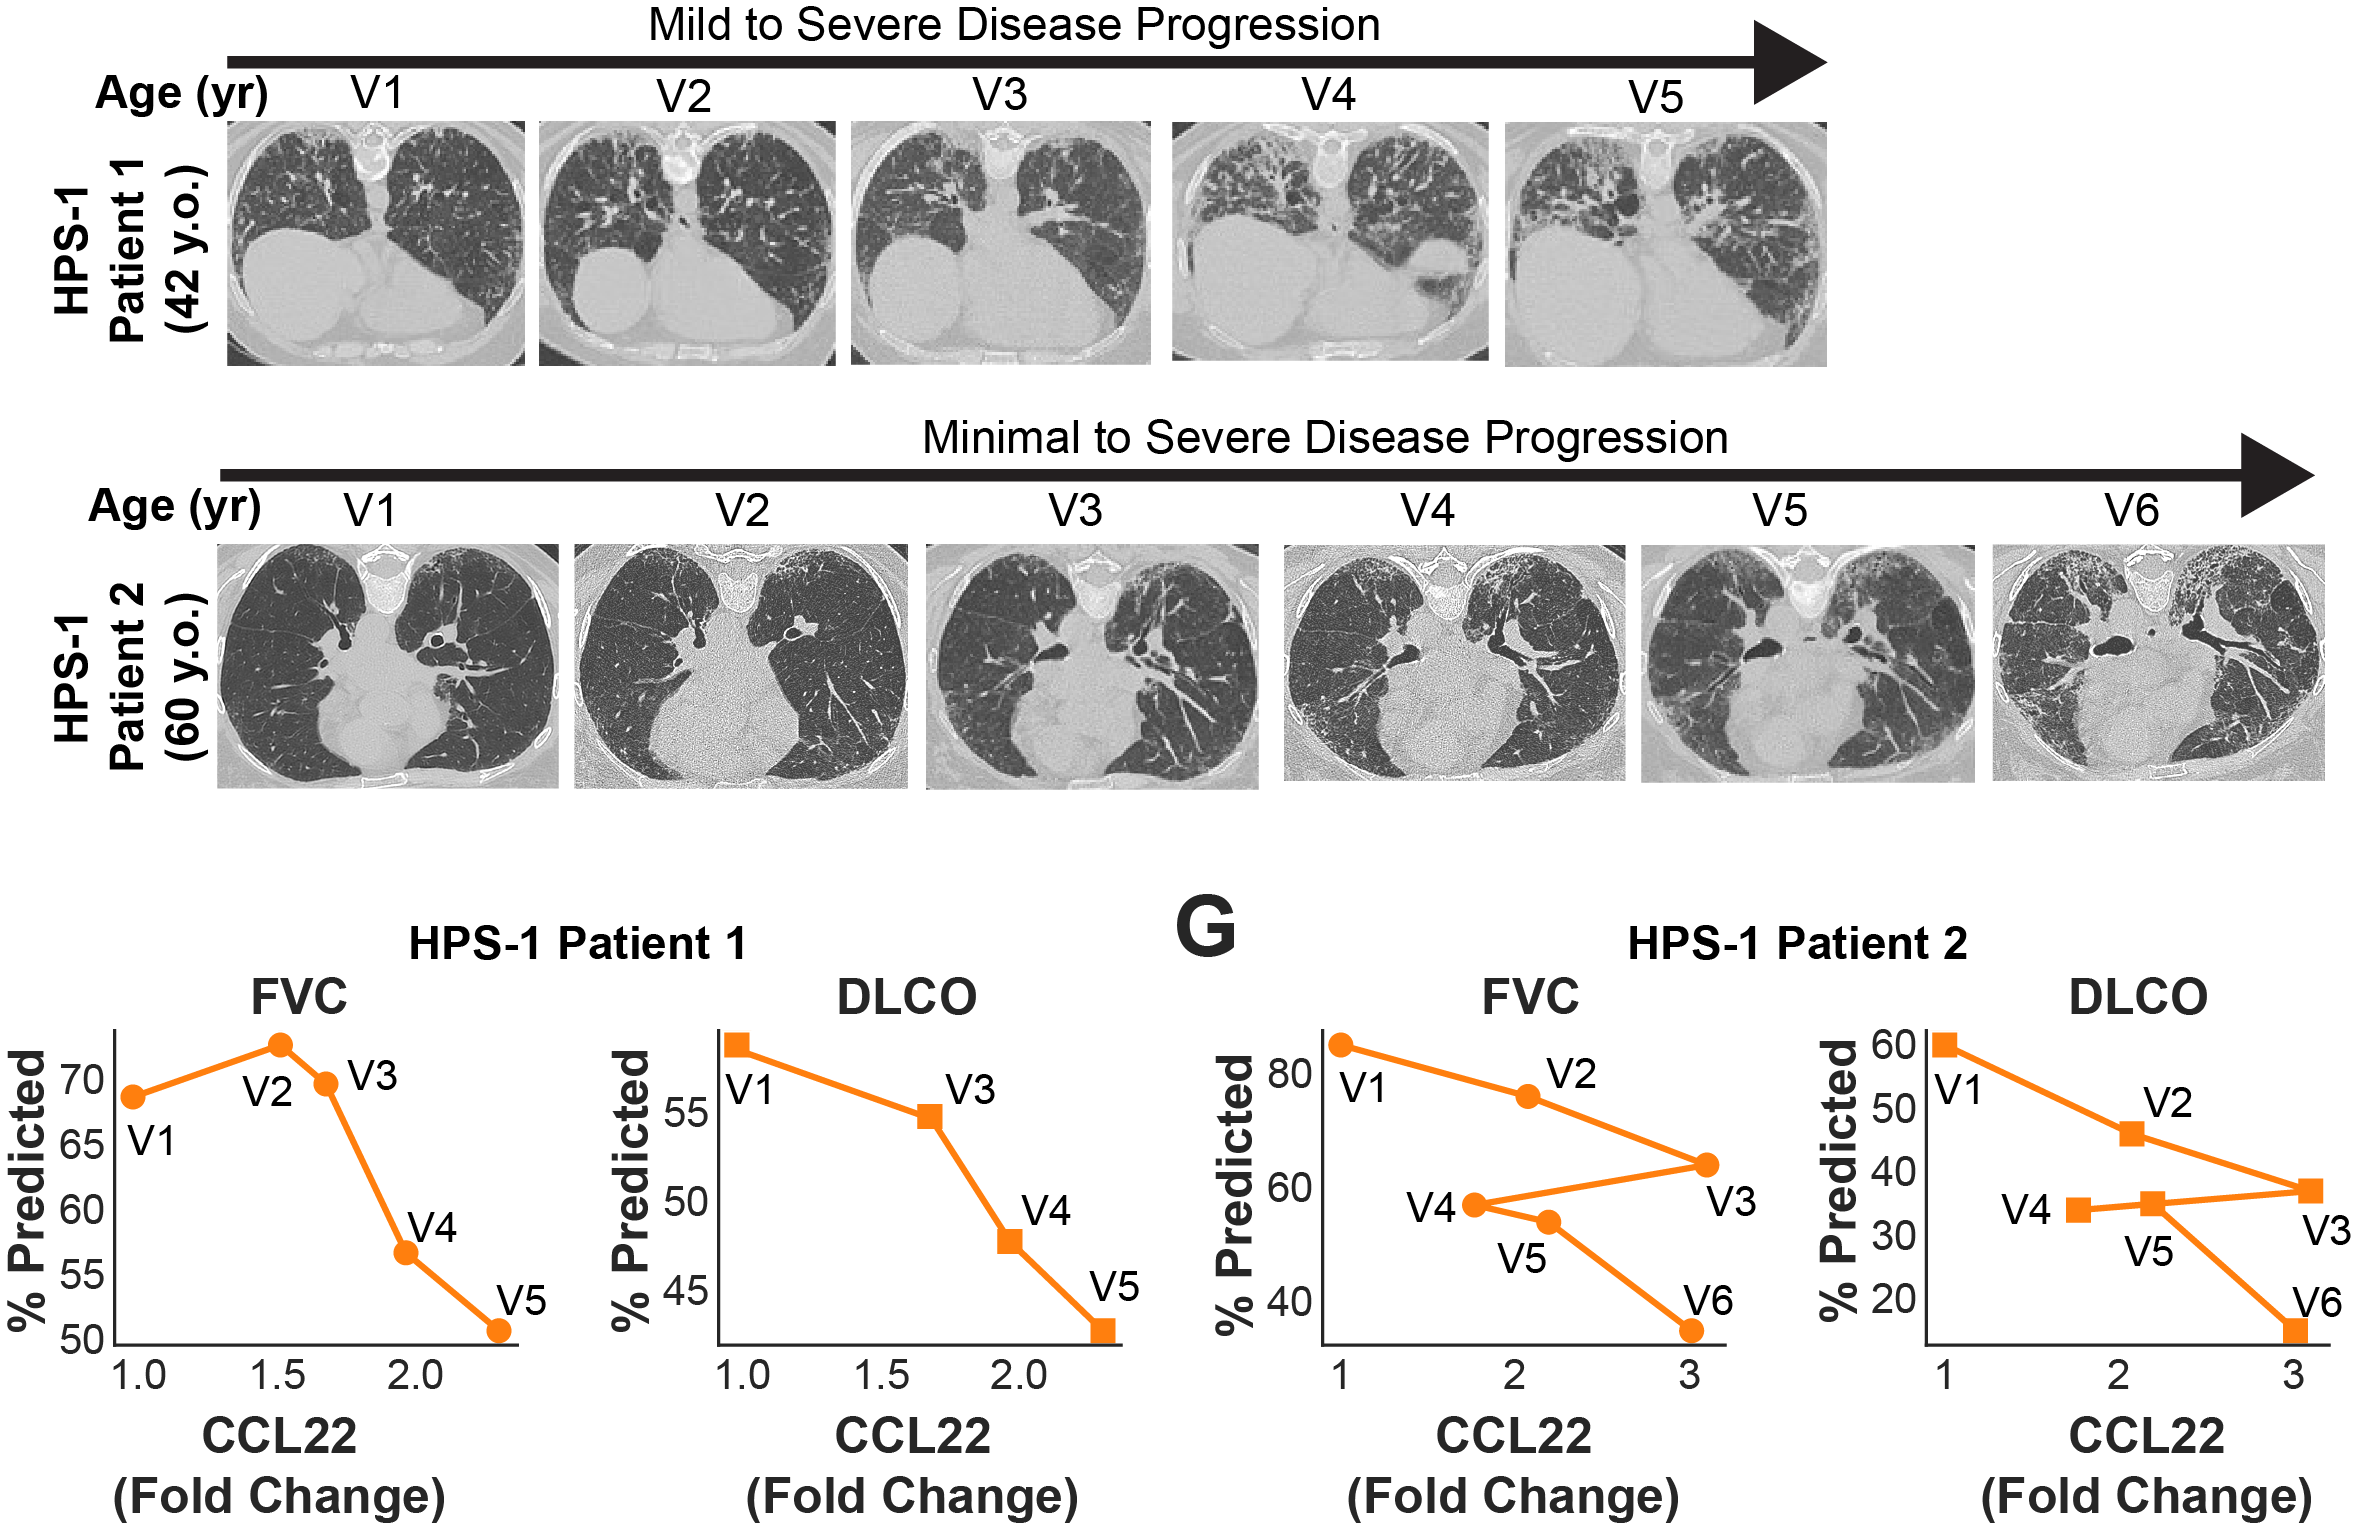 Mild to Severe Disease Progression
Age (yr) V1 V2 V3 V4 V5
HPS-1
Patient 1
(42 y.o.)
Minimal to Severe Disease Progression
Age (yr) V1 V2 V3 V4 V5 V6
HPS-1
Patient 2
(60 y.o.)
HPS-1 Patient 1
FVC
% Predicted
70
65
60
55
50
V1
V2
V3
V4
V5
1.0 1.5 2.0
CCL22
(Fold Change)
DLCO
% Predicted
55
50
45
V1
V3
V4
V5
1.0 1.5 2.0
CCL22
(Fold Change)
G
HPS-1 Patient 2
FVC
% Predicted
80
60
40
V1
V2
V3
V4
V5
V6
1 2 3
CCL22
(Fold Change)
DLCO
% Predicted
60
50
40
30
20
V1
V2
V3
V4
V5
V6
1 2 3
CCL22
(Fold Change)